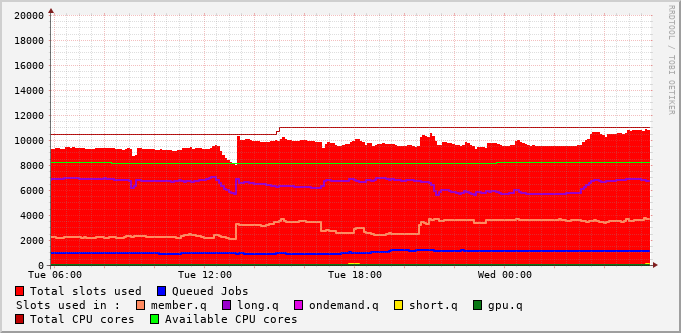 20000
18000
16000
14000
12000
10000
8000
6000
4000
2000
0
Tue 06:00 Tue 12:00 Tue 18:00 Wed 00:00
RRDTOOL / TOBI OETIKER
Total slots used Queued Jobs
Slots used in : member.q long.q ondemand.q short.q gpu.q
Total CPU cores Available CPU cores